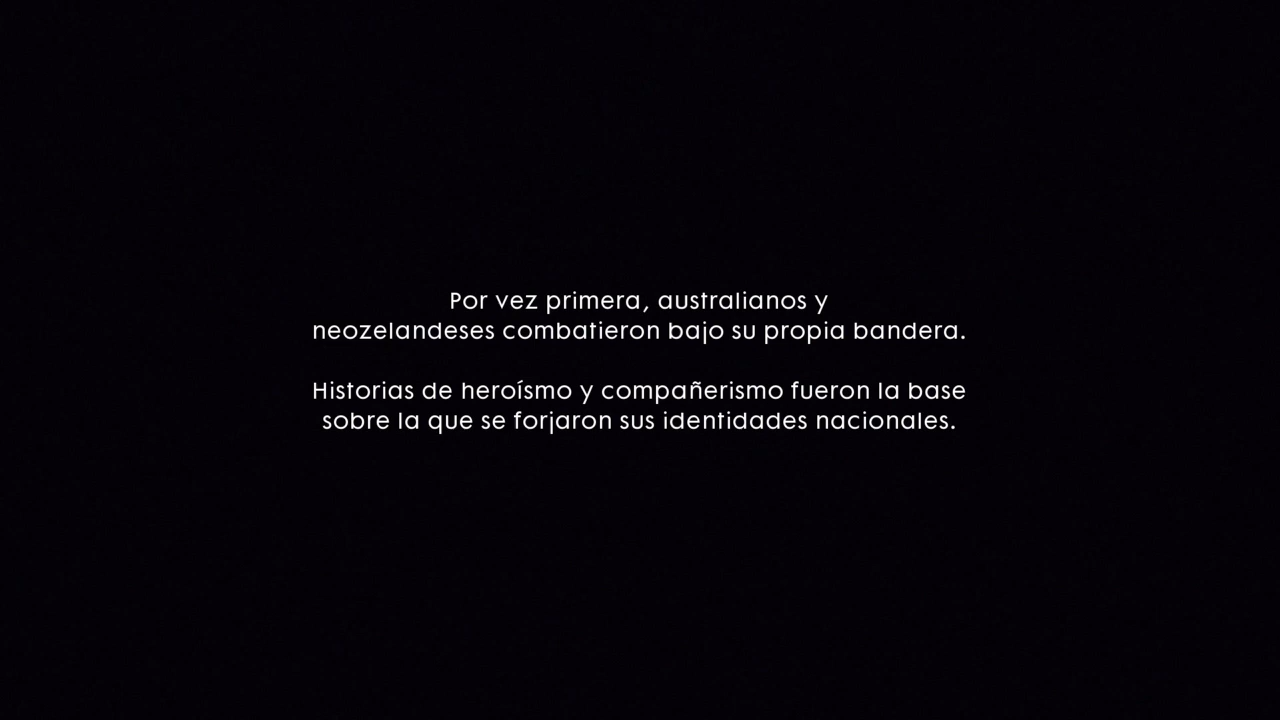 Por vez primera, australianos y
neozelandeses combatieron bajo su propia bandera.
Historias de heroísmo y compañerismo fueron la base
sobre la que se forjaron sus identidades nacionales.